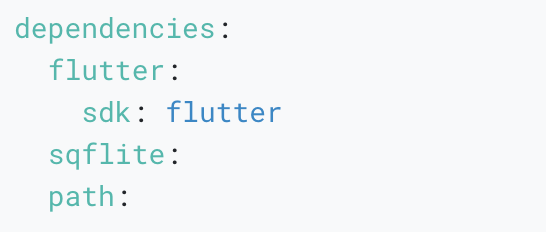 dependencies:
  flutter:
    sdk: flutter
  sqflite:
  path: